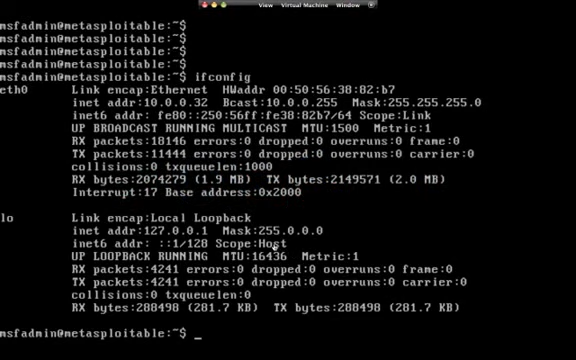 View Virtual Machine Window
msfadmin@metasploitable:~$
msfadmin@metasploitable:~$
msfadmin@metasploitable:~$
msfadmin@metasploitable:~$
msfadmin@metasploitable:~$ ifconfig
eth0 Link encap:Ethernet HWaddr 00:50:56:38:82:b7
inet addr:10.0.0.32 Bcast:10.0.0.255 Mask:255.255.255.0
inet6 addr: fe80::250:56ff:fe38:82b7/64 Scope:Link
UP BROADCAST RUNNING MULTICAST MTU:1500 Metric:1
RX packets:18146 errors:0 dropped:0 overruns:0 frame:0
TX packets:11444 errors:0 dropped:0 overruns:0 carrier:0
collisions:0 txqueuelen:1000
RX bytes:2074279 (1.9 MB) TX bytes:2149571 (2.0 MB)
Interrupt:17 Base address:0x2000
lo Link encap:Local Loopback
inet addr:127.0.0.1 Mask:255.0.0.0
inet6 addr: ::1/128 Scope:Host
UP LOOPBACK RUNNING MTU:16436 Metric:1
RX packets:4241 errors:0 dropped:0 overruns:0 frame:0
TX packets:4241 errors:0 dropped:0 overruns:0 carrier:0
collisions:0 txqueuelen:0
RX bytes:288498 (281.7 KB) TX bytes:288498 (281.7 KB)
msfadmin@metasploitable:~$ _